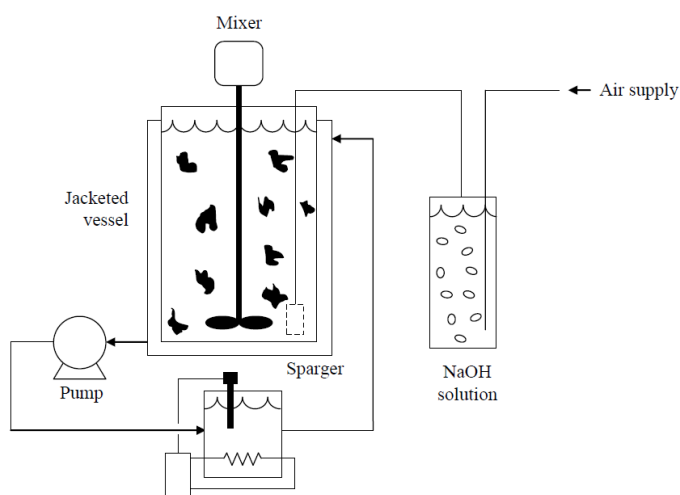 Mixer
Air supply
Jacketed
vessel
Sparger
Pump
NaOH
solution